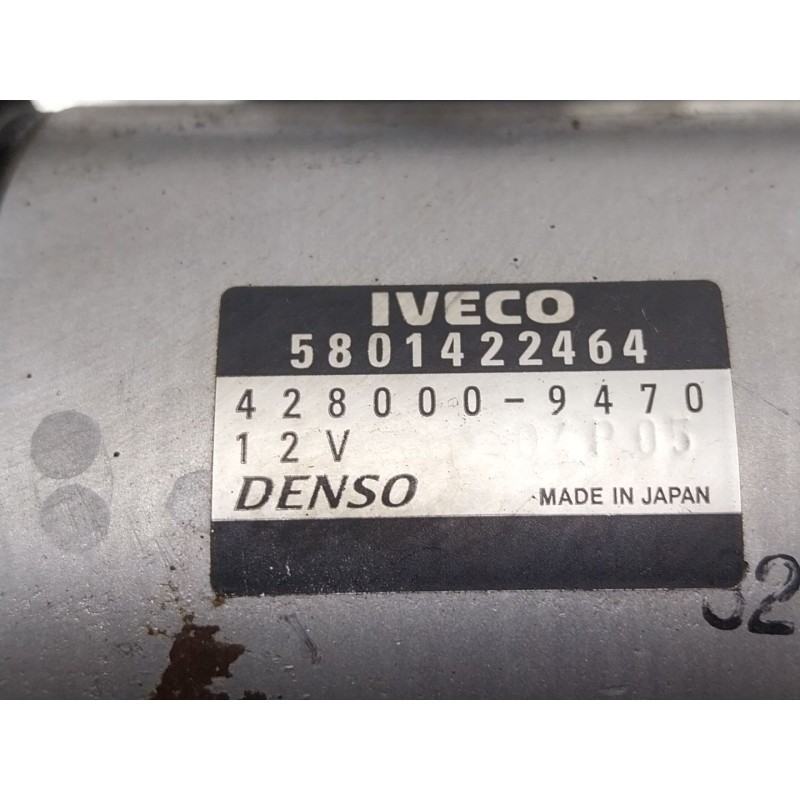 IVECO
5801422464
428000-9470
12V
DENSO MADE IN JAPAN